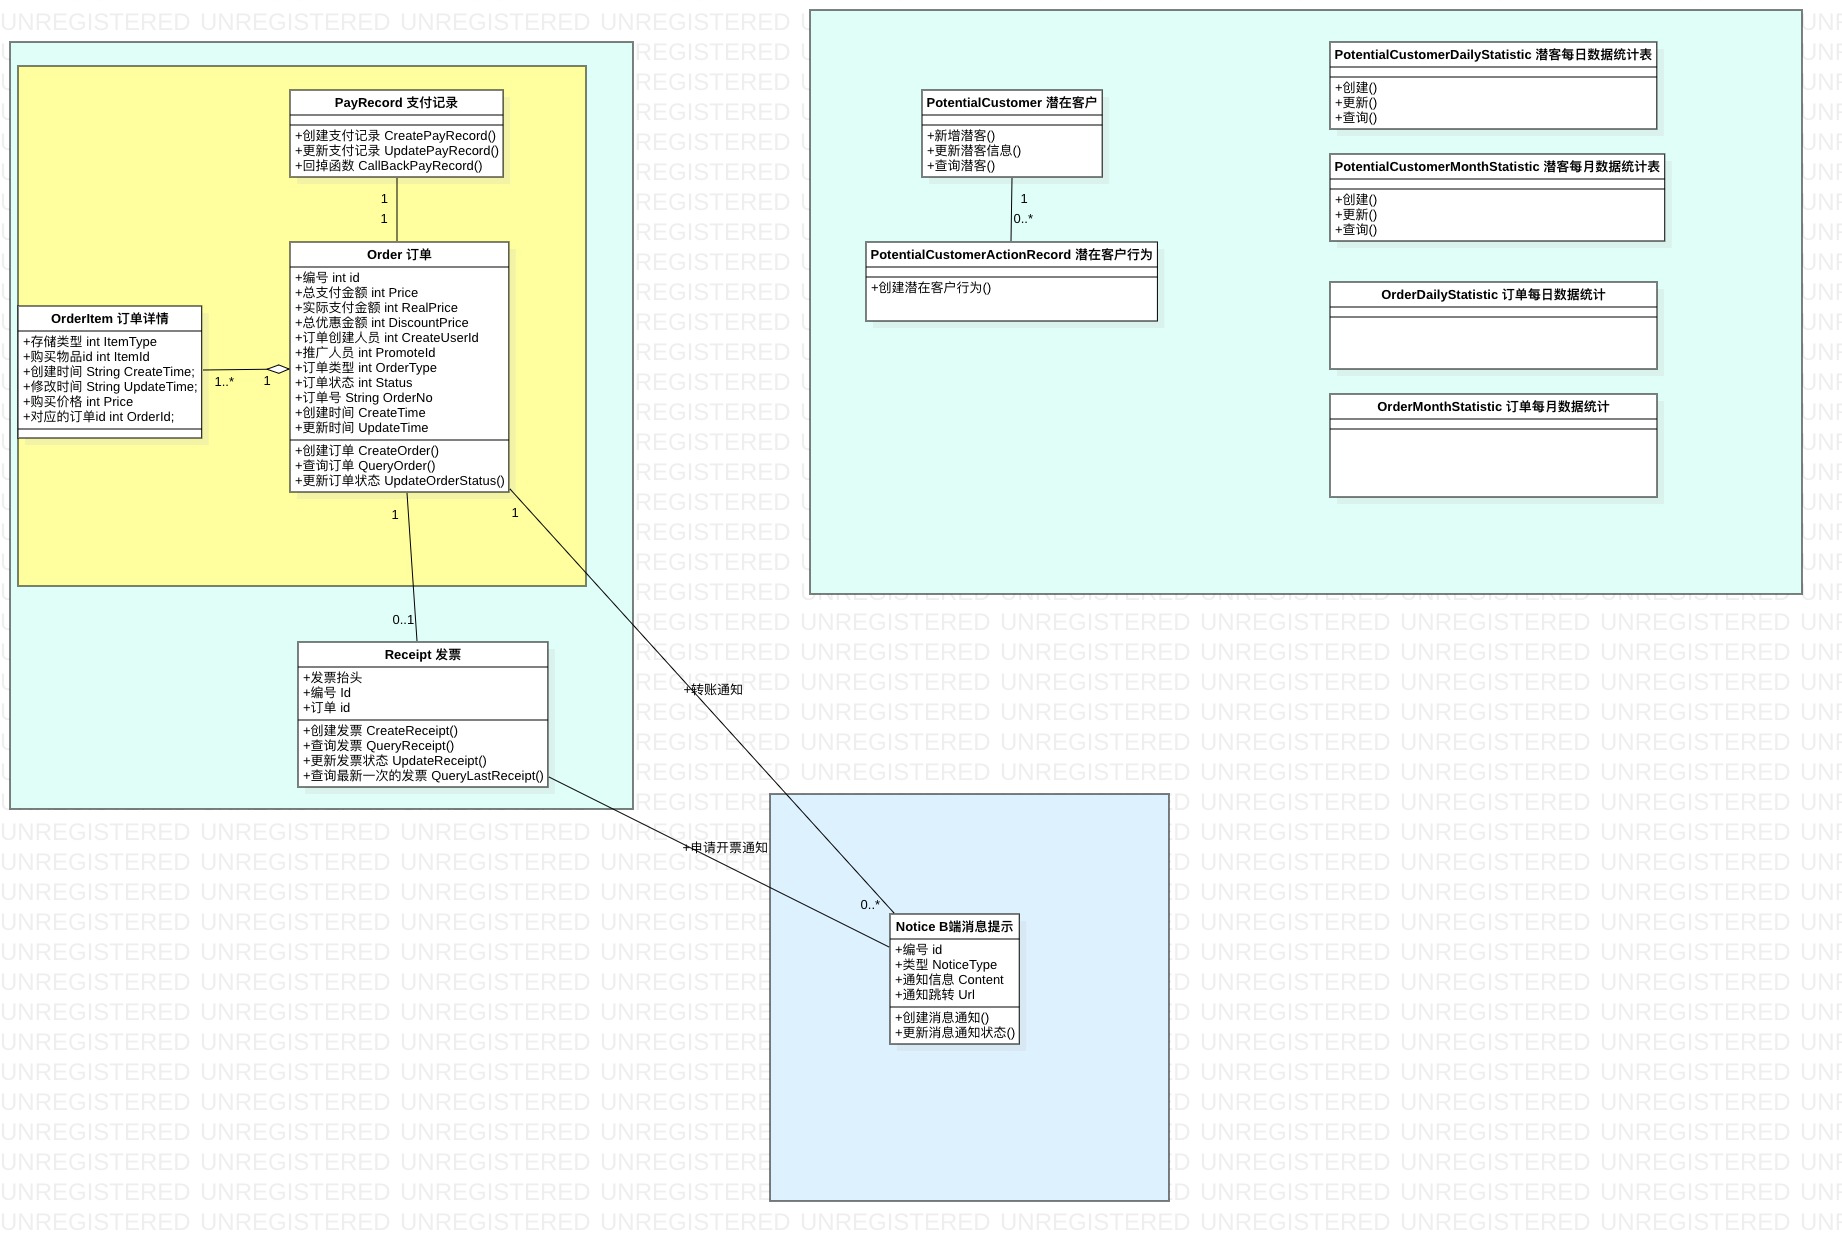 PayRecord 支付记录
+创建支付记录 CreatePayRecord()
+更新支付记录 UpdatePayRecord()
+回掉函数 CallBackPayRecord()
1
1
Order 订单
+编号 int id
+总支付金额 int Price
+实际支付金额 int RealPrice
+总优惠金额 int DiscountPrice
+订单创建人员 int CreateUserId
+推广人员 int PromoteId
+订单类型 int OrderType
+订单状态 int Status
+订单号 String OrderNo
+创建时间 CreateTime
+更新时间 UpdateTime
+创建订单 CreateOrder()
+查询订单 QueryOrder()
+更新订单状态 UpdateOrderStatus()
OrderItem 订单详情
+存储类型 int ItemType
+购买物品id int ItemId
+创建时间 String CreateTime;
+修改时间 String UpdateTime;
+购买价格 int Price
+对应的订单id int OrderId;
1..*
1
1
1
0..1
Receipt 发票
+发票抬头
+编号 Id
+订单 id
+创建发票 CreateReceipt()
+查询发票 QueryReceipt()
+更新发票状态 UpdateReceipt()
+查询最新一次的发票 QueryLastReceipt()
+转账通知
+申请开票通知
0..*
Notice B端消息提示
+编号 id
+类型 NoticeType
+通知信息 Content
+通知跳转 Url
+创建消息通知()
+更新消息通知状态()
PotentialCustomer 潜在客户
+新增潜客()
+更新潜客信息()
+查询潜客()
1
0..*
PotentialCustomerActionRecord 潜在客户行为
+创建潜在客户行为()
PotentialCustomerDailyStatistic 潜客每日数据统计表
+创建()
+更新()
+查询()
PotentialCustomerMonthStatistic 潜客每月数据统计表
+创建()
+更新()
+查询()
OrderDailyStatistic 订单每日数据统计
OrderMonthStatistic 订单每月数据统计